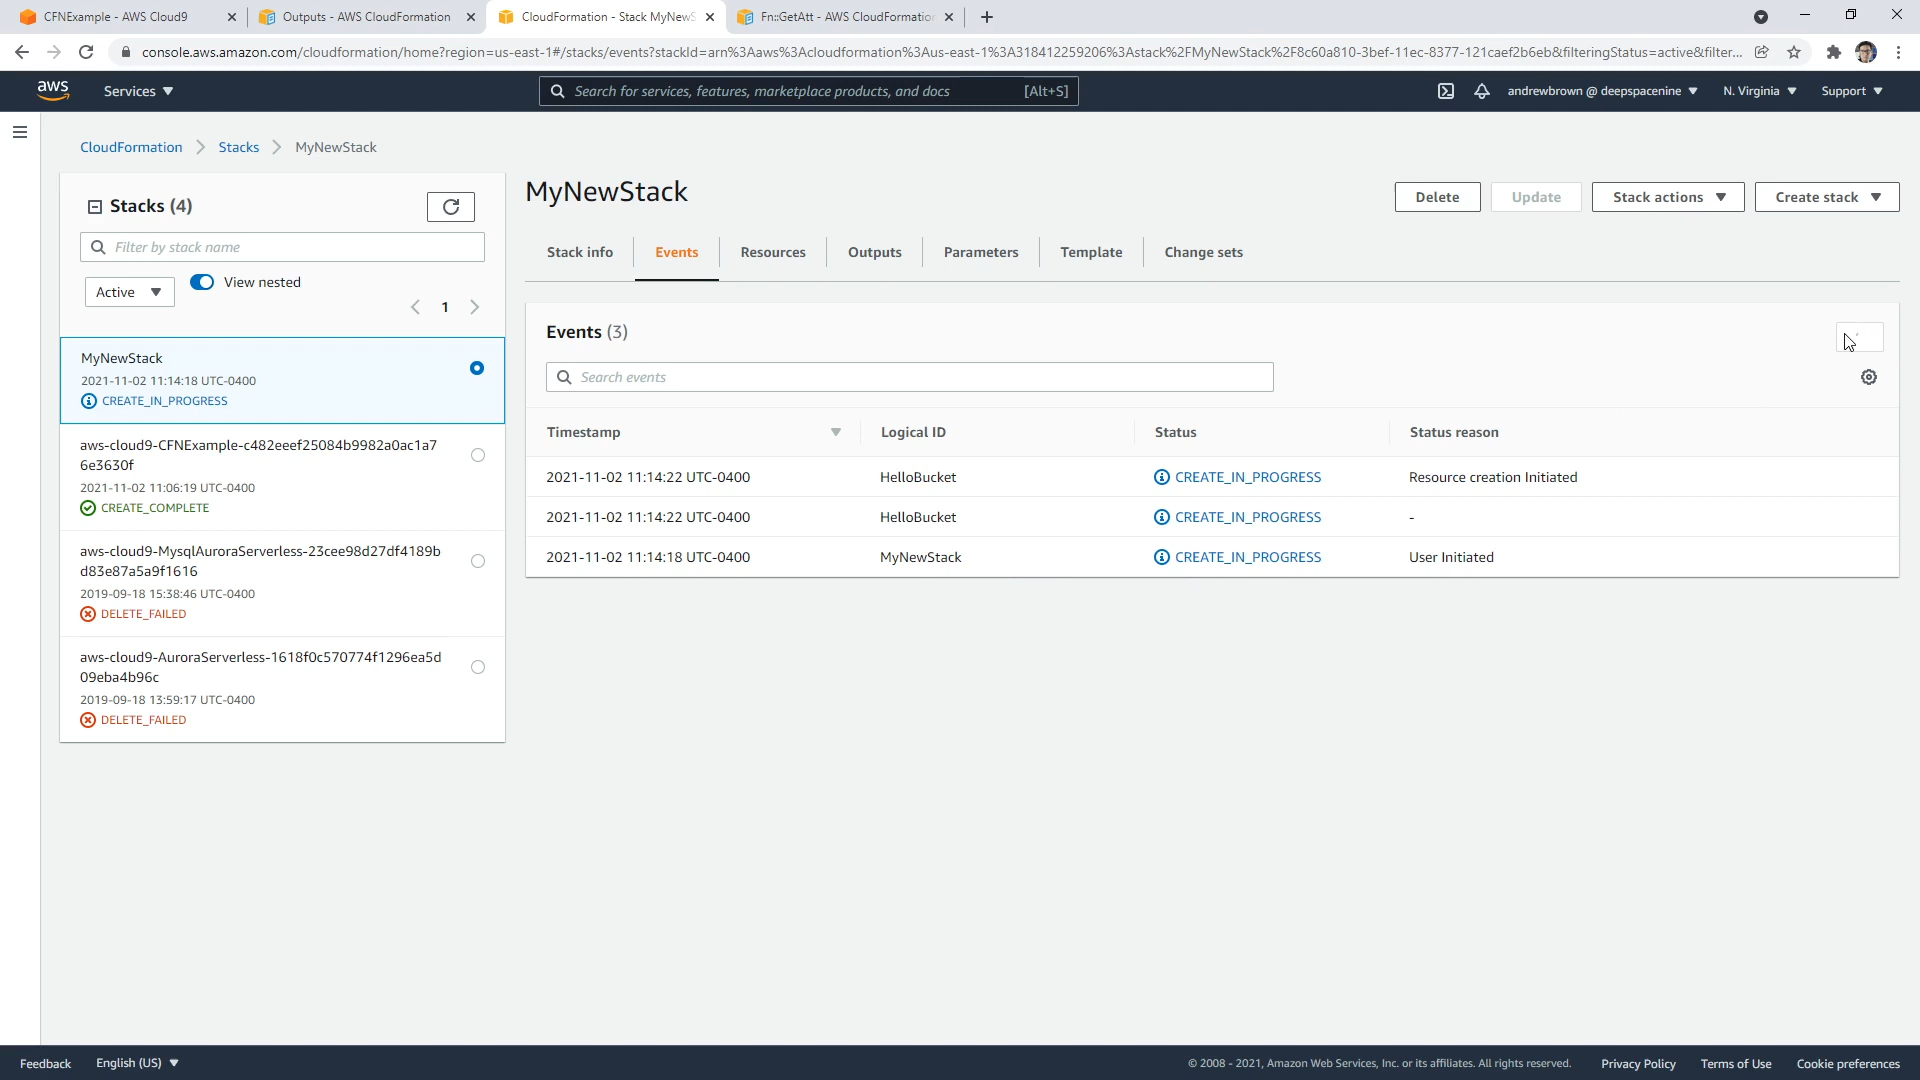 CFNExample - AWS Cloud9
Outputs - AWS CloudFormation
CloudFormation - Stack MyNewS
Fn::GetAtt - AWS CloudFormation
console.aws.amazon.com/cloudformation/home?region=us-east-1#/stacks/events?stackId=arn%3Aaws%3Acloudformation%3Aus-east-1%3A318412259206%3Astack%2FMyNewStack%2F8c60a810-3bef-11ec-8377-121caef2b6eb&filteringStatus=active&filter...
aws
Services
Search for services, features, marketplace products, and docs
[Alt+S]
andrewbrown @ deepspacenine
N. Virginia
Support
CloudFormation
Stacks
MyNewStack
Stacks (4)
Filter by stack name
Active
View nested
1
MyNewStack
2021-11-02 11:14:18 UTC-0400
CREATE_IN_PROGRESS
aws-cloud9-CFNExample-c482eeef25084b9982a0ac1a7
6e3630f
2021-11-02 11:06:19 UTC-0400
CREATE_COMPLETE
aws-cloud9-MysqlAuroraServerless-23cee98d27df4189b
d83e87a5a9f1616
2019-09-18 15:38:46 UTC-0400
DELETE_FAILED
aws-cloud9-AuroraServerless-1618f0c570774f1296ea5d
09eba4b96c
2019-09-18 13:59:17 UTC-0400
DELETE_FAILED
MyNewStack
Delete
Update
Stack actions
Create stack
Stack info
Events
Resources
Outputs
Parameters
Template
Change sets
Events (3)
Search events
Timestamp Logical ID Status Status reason
2021-11-02 11:14:22 UTC-0400 HelloBucket CREATE_IN_PROGRESS Resource creation Initiated
2021-11-02 11:14:22 UTC-0400 HelloBucket CREATE_IN_PROGRESS -
2021-11-02 11:14:18 UTC-0400 MyNewStack CREATE_IN_PROGRESS User Initiated
Feedback
English (US)
© 2008 - 2021, Amazon Web Services, Inc. or its affiliates. All rights reserved.
Privacy Policy
Terms of Use
Cookie preferences